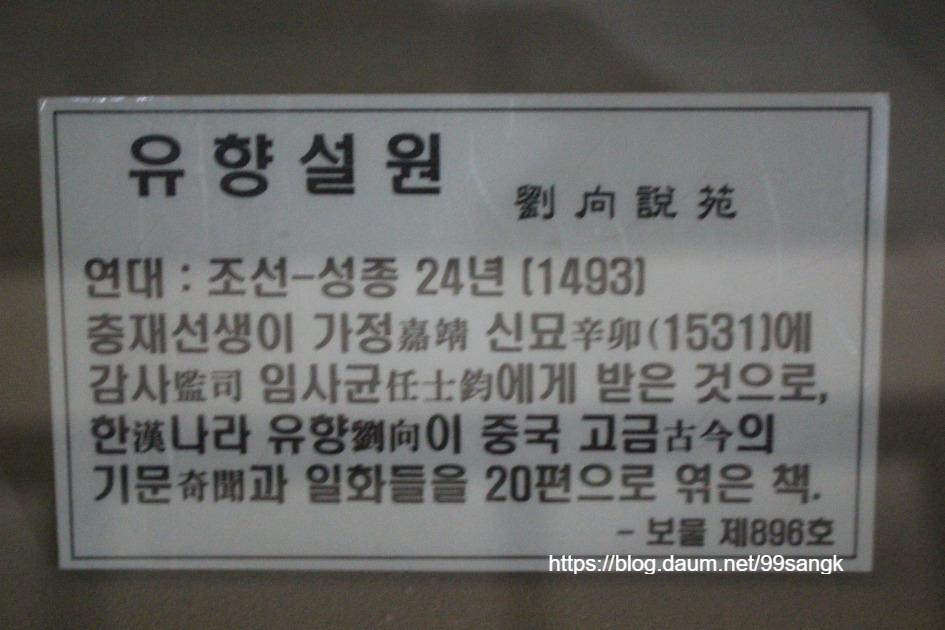 유향설원
劉向說苑
연대 : 조선-성종 24년 (1493)
충재선생이 가정嘉靖 신묘辛卯(1531)에
감사監司 임사균任士鈞에게 받은 것으로,
한漢나라 유향劉向이 중국 고금古今의
기문奇聞과 일화들을 20편으로 엮은 책.
- 보물 제896호
https://blog.daum.net/99sangk